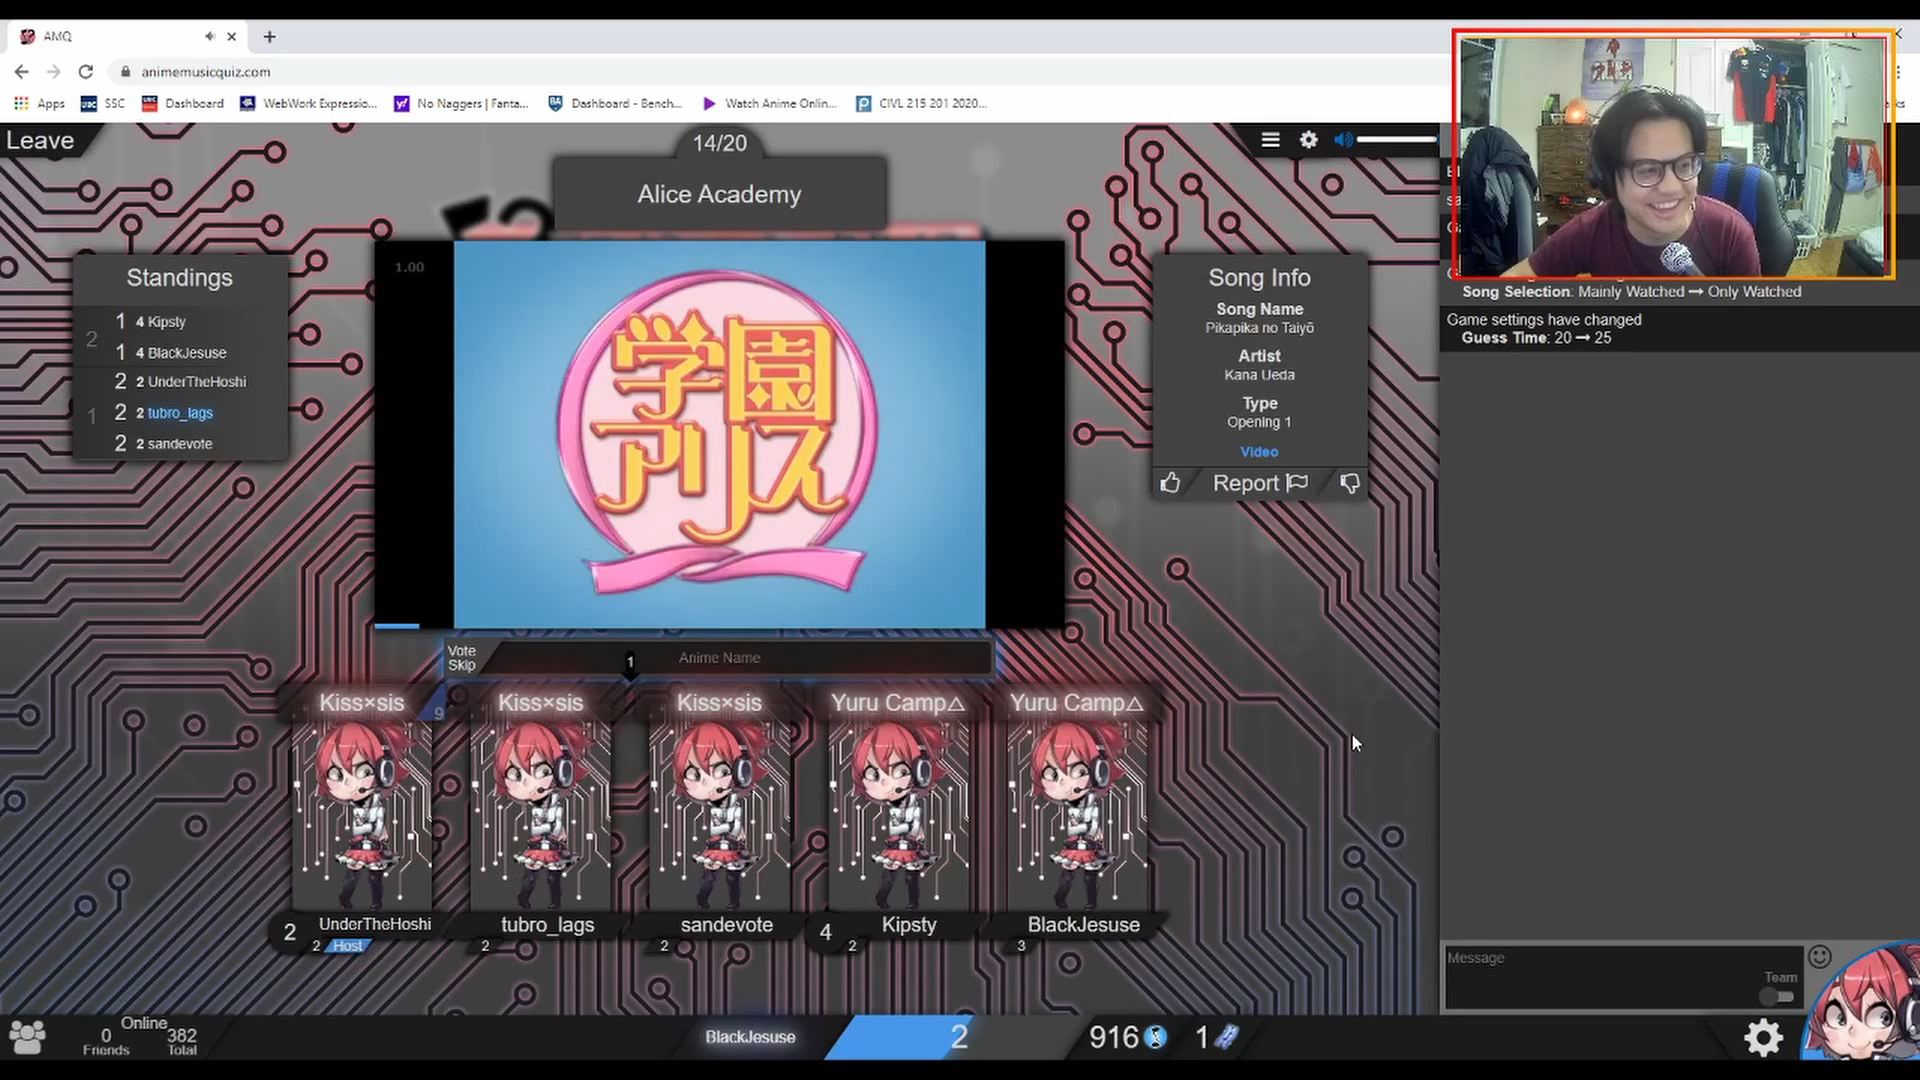 AMQ
animemusicquiz.com
Apps
SSC
Dashboard
WebWork Expressio...
No Naggers | Fanta...
Dashboard - Bench...
Watch Anime Onlin...
CIVL 215 201 2020...
Leave
14/20
Alice Academy
1.00
学園
アリス
Standings
2
1 4 Kipsty
1 4 BlackJesuse
2 2 UnderTheHoshi
1
2 2 tubro_lags
2 2 sandevote
Song Info
Song Name
Pikapika no Taiyō
Artist
Kana Ueda
Type
Opening 1
Video
Report
Song Selection: Mainly Watched → Only Watched
Game settings have changed
Guess Time: 20 → 25
Vote
Skip
1
Anime Name
9
Kiss×sis
Kiss×sis
Kiss×sis
Yuru Camp△
Yuru Camp△
2
UnderTheHoshi
2 Host
tubro_lags
2
sandevote
2
4
Kipsty
2
BlackJesuse
3
Message
Team
Online
0
Friends
382
Total
BlackJesuse
2
916
1